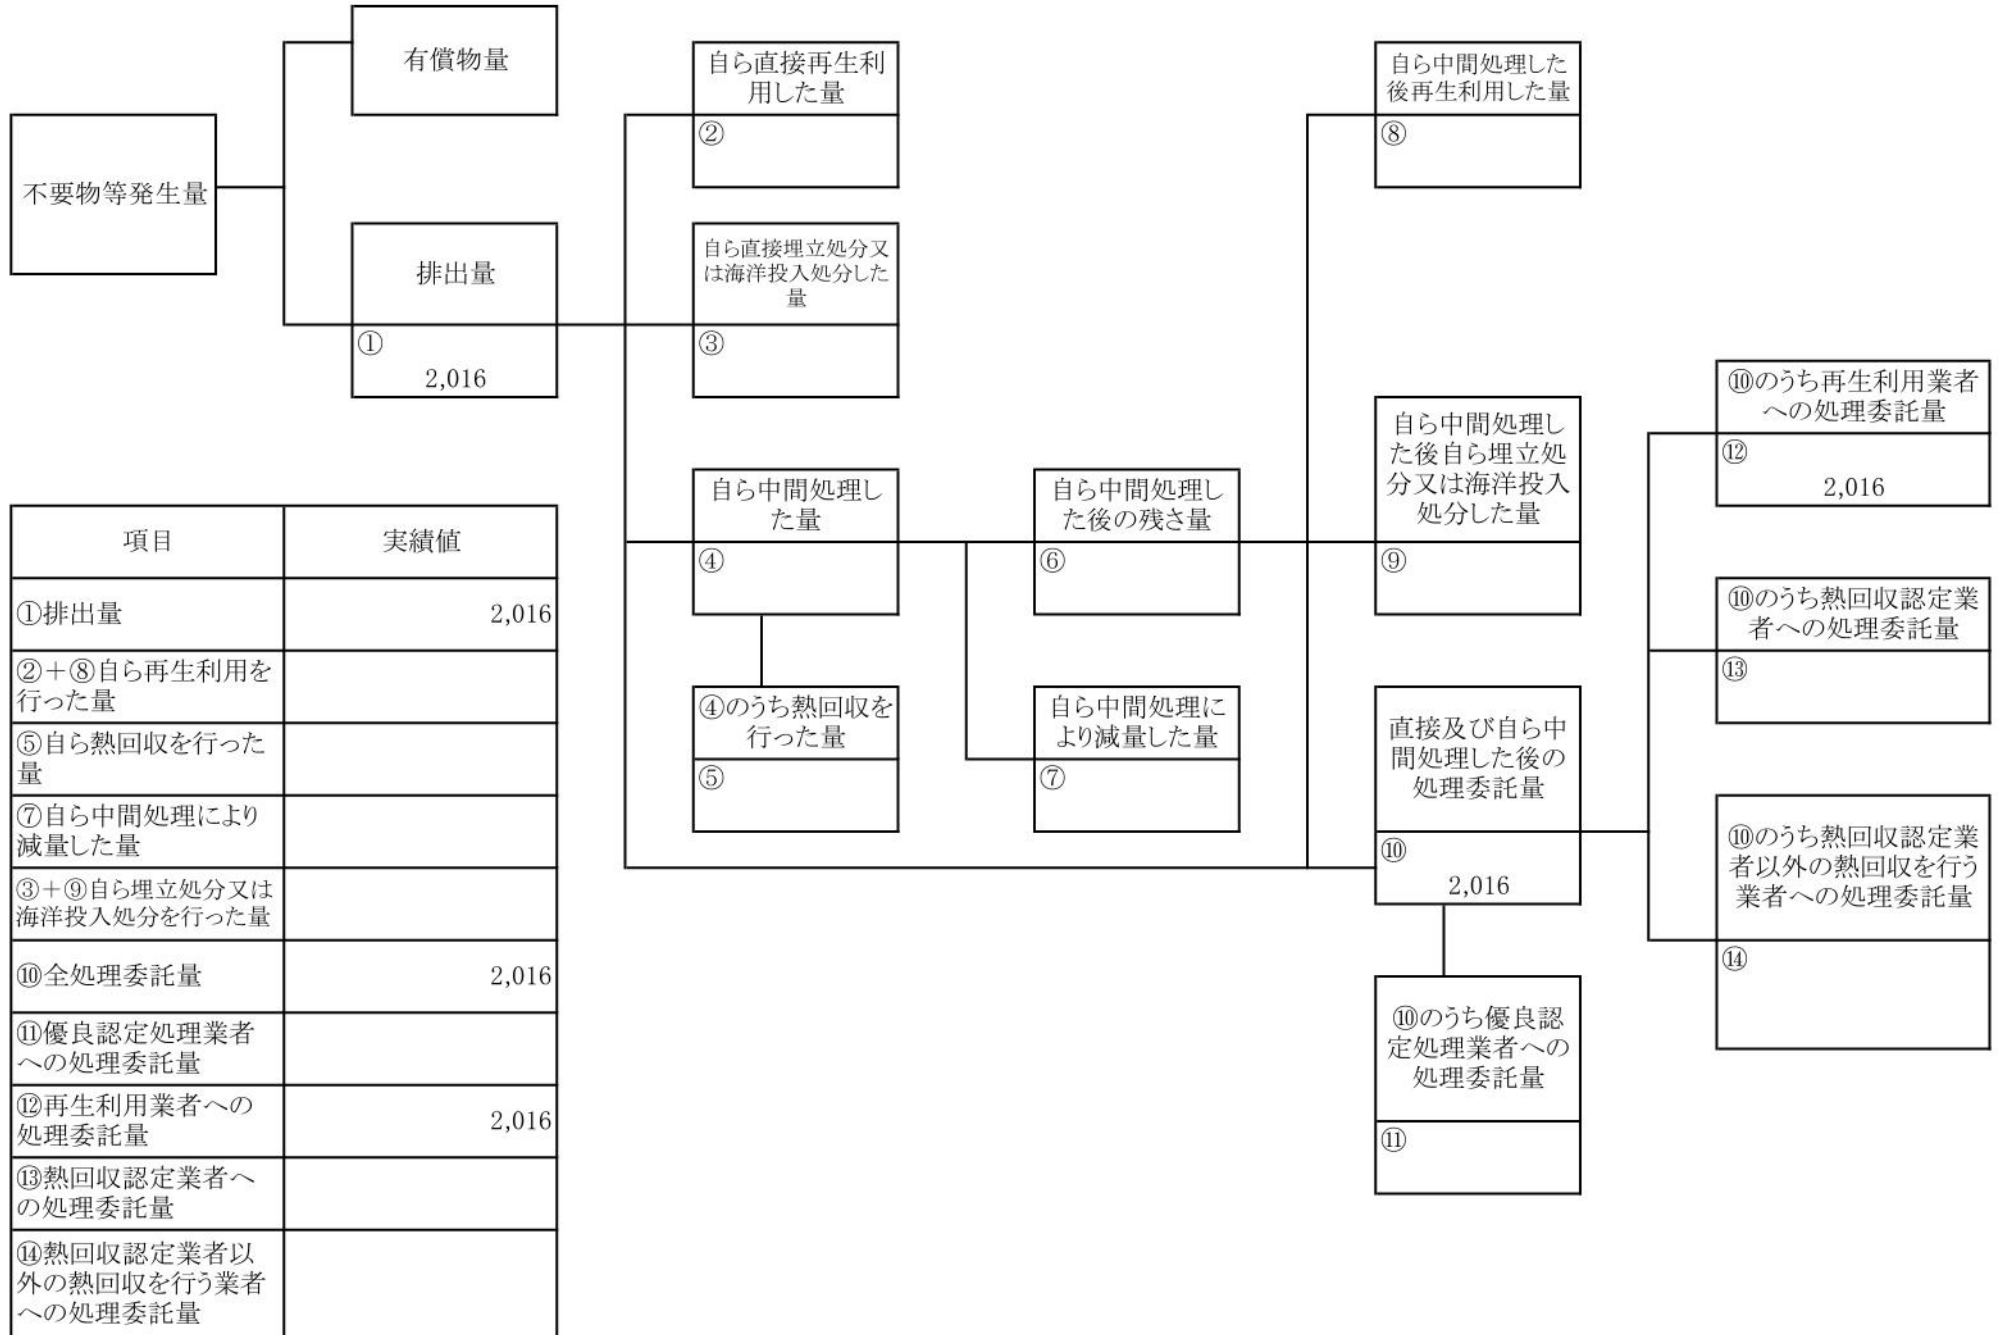 有償物量
不要物等発生量
排出量
①
2,016
自ら直接再生利
用した量
②
自ら直接埋立処分又
は海洋投入処分した
量
③
自ら中間処理し
た量
④
④のうち熱回収を
行った量
⑤
自ら中間処理し
た後の残さ量
⑥
自ら中間処理に
より減量した量
⑦
自ら中間処理した
後再生利用した量
⑧
自ら中間処理し
た後自ら埋立処
分又は海洋投入
処分した量
⑨
直接及び自ら中
間処理した後の
処理委託量
⑩
2,016
⑩のうち優良認
定処理業者への
処理委託量
⑪
⑩のうち再生利用業者
への処理委託量
⑫
2,016
⑩のうち熱回収認定業
者への処理委託量
⑬
⑩のうち熱回収認定業
者以外の熱回収を行う
業者への処理委託量
⑭
項目 実績値
①排出量 2,016
②＋⑧自ら再生利用を
行った量
⑤自ら熱回収を行った
量
⑦自ら中間処理により
減量した量
③＋⑨自ら埋立処分又は
海洋投入処分を行った量
⑩全処理委託量 2,016
⑪優良認定処理業者
への処理委託量
⑫再生利用業者への
処理委託量 2,016
⑬熱回収認定業者へ
の処理委託量
⑭熱回収認定業者以
外の熱回収を行う業者
への処理委託量